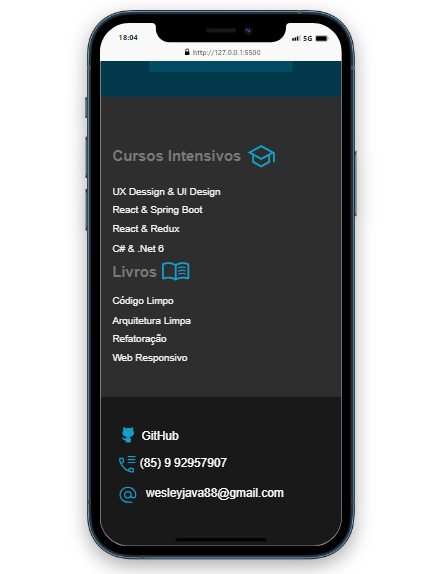 18:04
5G
http://127.0.0.1:5500
Cursos Intensivos
UX Dessign & UI Design
React & Spring Boot
React & Redux
C# & .Net 6
Livros
Código Limpo
Arquitetura Limpa
Refatoração
Web Responsivo
GitHub
(85) 9 92957907
wesleyjava88@gmail.com